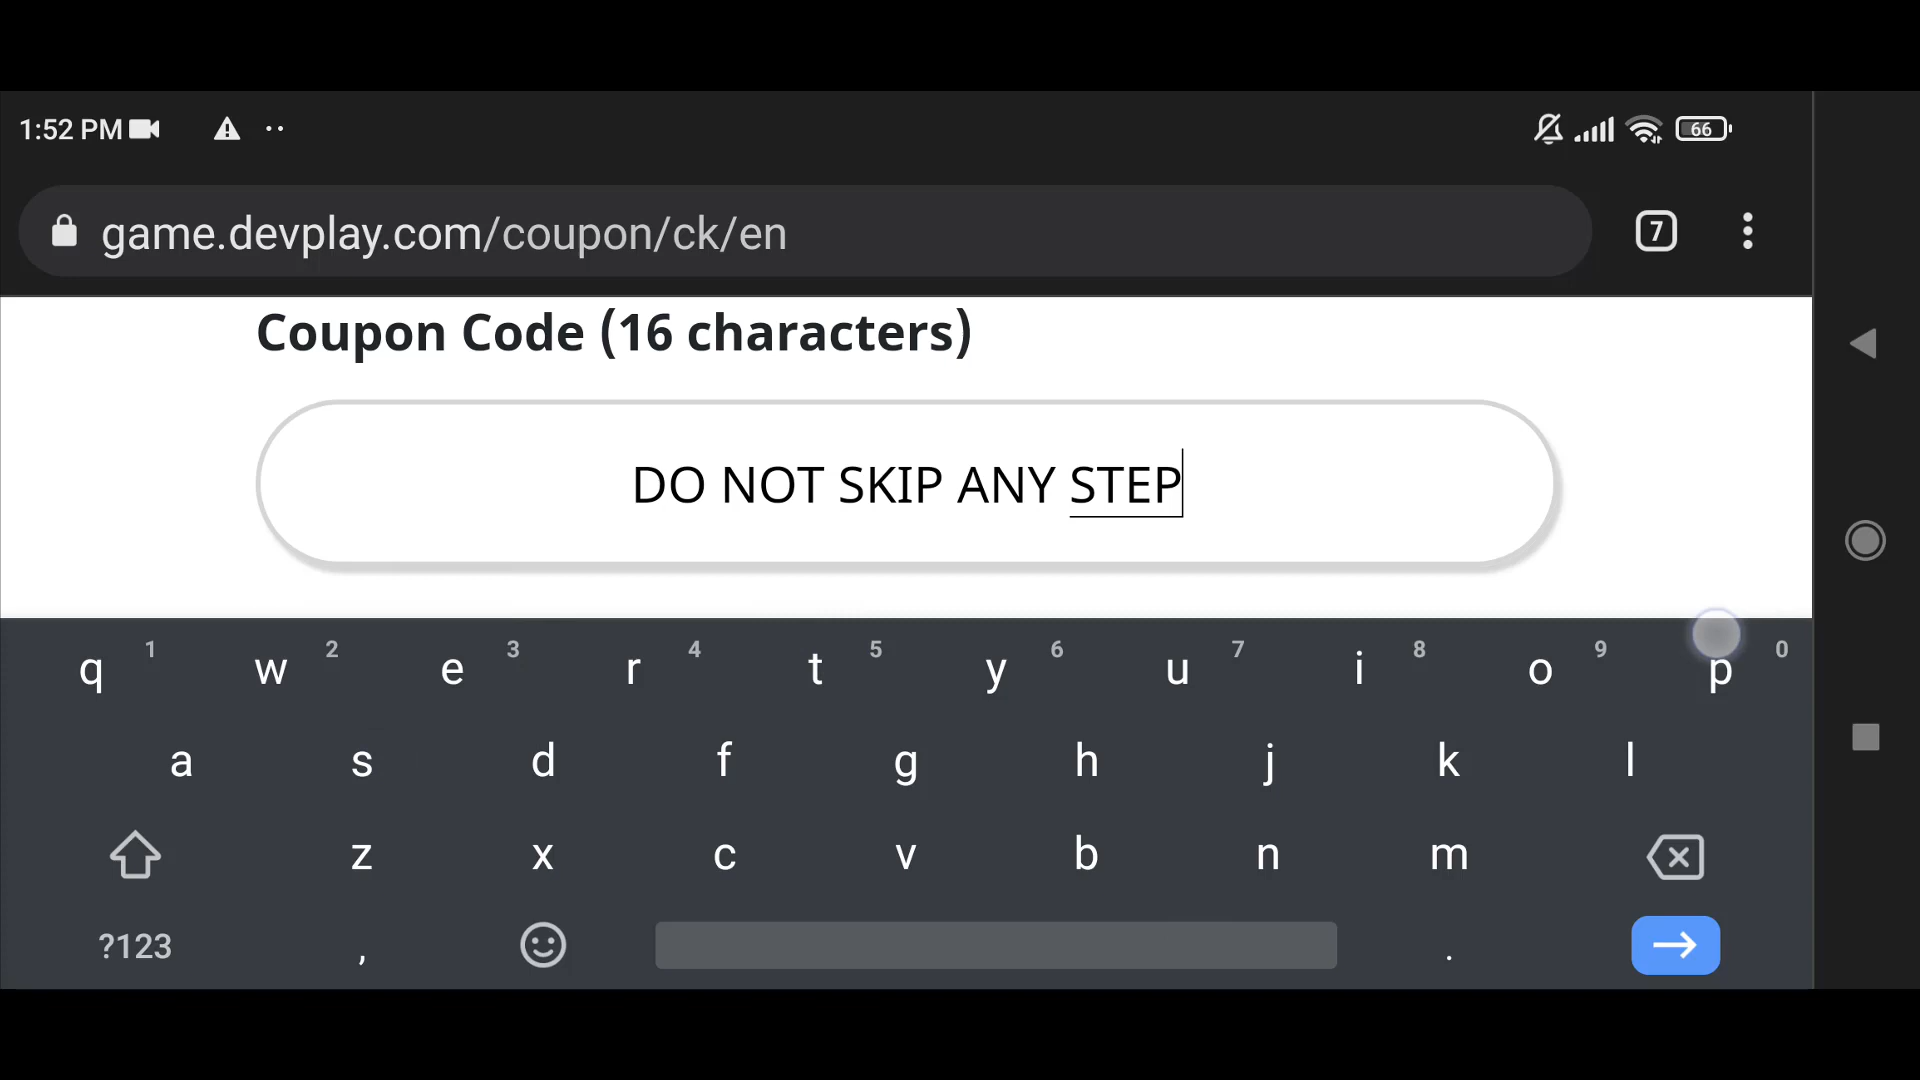 1:52 PM
66
game.devplay.com/coupon/ck/en
7
Coupon Code (16 characters)
DO NOT SKIP ANY STEP
q 1 w 2 e 3 r 4 t 5 y 6 u 7 i 8 o 9 p 0
a s d f g h j k l
z x c v b n m
?123 , .